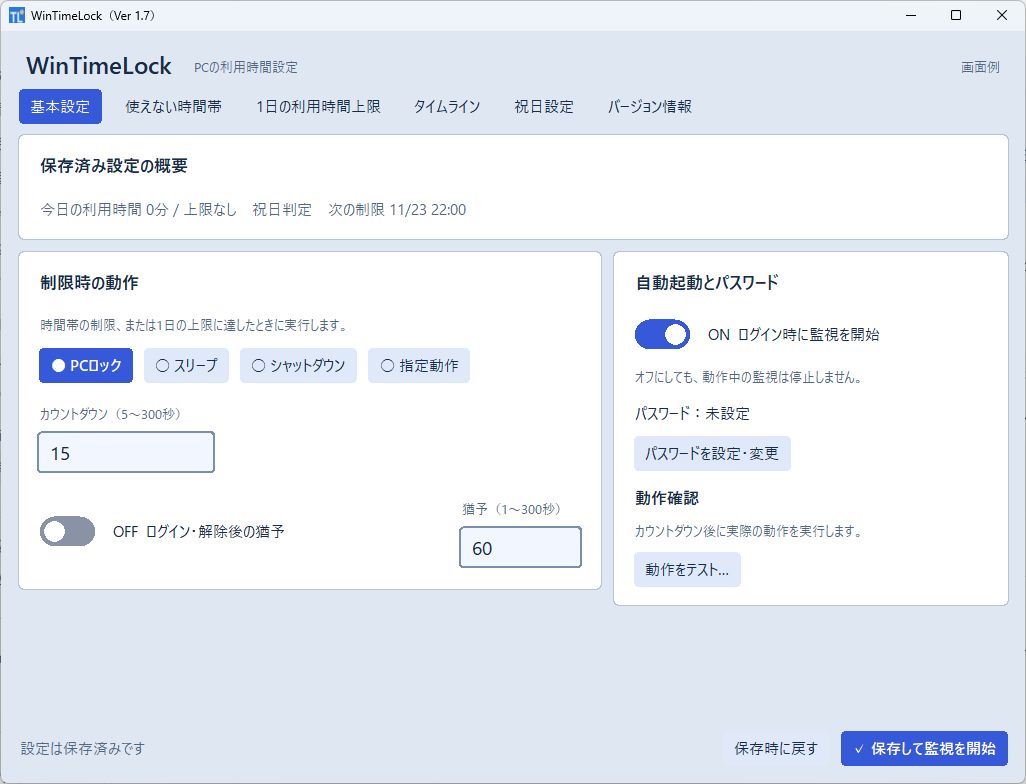 WinTimeLock（Ver 1.7）
WinTimeLock PCの利用時間設定 画面例
基本設定 使えない時間帯 1日の利用時間上限 タイムライン 祝日設定 バージョン情報
保存済み設定の概要
今日の利用時間 0分 / 上限なし 祝日判定 次の制限 11/23 22:00
制限時の動作
時間帯の制限、または1日の上限に達したときに実行します。
PCロック スリープ シャットダウン 指定動作
カウントダウン（5～300秒）
15
OFF ログイン・解除後の猶予
猶予（1～300秒）
60
自動起動とパスワード
ON ログイン時に監視を開始
オフにしても、動作中の監視は停止しません。
パスワード：未設定
パスワードを設定・変更
動作確認
カウントダウン後に実際の動作を実行します。
動作をテスト...
設定は保存済みです
保存時に戻す ✓ 保存して監視を開始